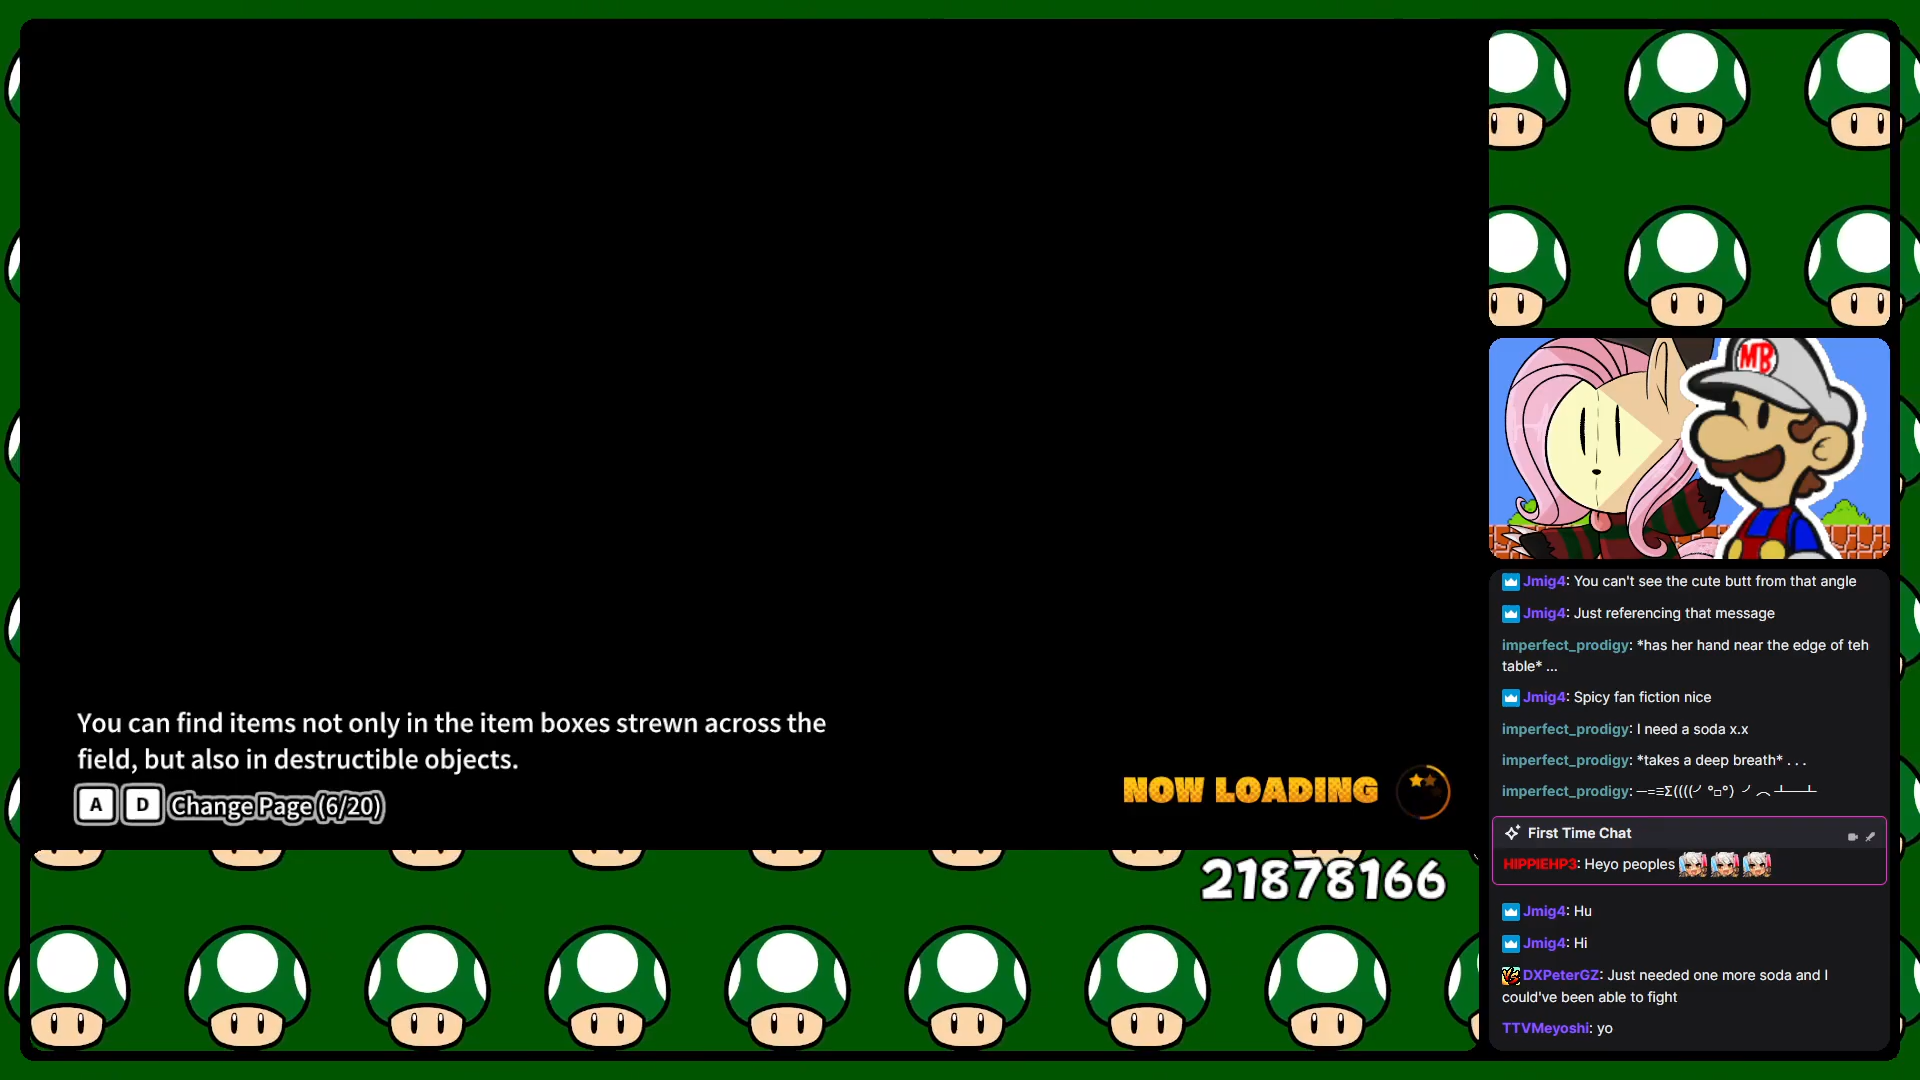 You can find items not only in the item boxes strewn across the
field, but also in destructible objects.
A D Change Page (6/20)
NOW LOADING
21878166
MB
Jmig4: You can't see the cute butt from that angle
Jmig4: Just referencing that message
imperfect_prodigy: *has her hand near the edge of teh
table* ...
Jmig4: Spicy fan fiction nice
imperfect_prodigy: I need a soda x.x
imperfect_prodigy: *takes a deep breath* . . .
imperfect_prodigy: ─=≡Σ((((╯°□°)╯︵ ┻━┻
First Time Chat
HIPPIEHP3: Heyo peoples
Jmig4: Hu
Jmig4: Hi
DXPeterGZ: Just needed one more soda and I
could've been able to fight
TTVMeyoshi: yo